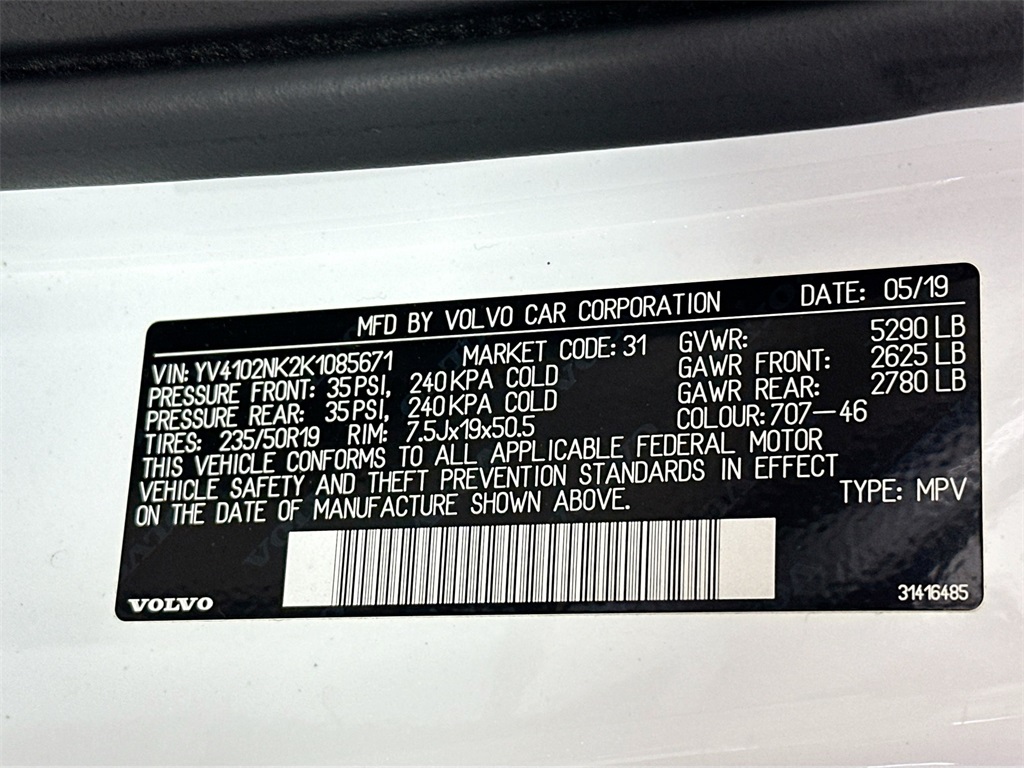 MFD BY VOLVO CAR CORPORATION DATE: 05/19
VIN: YV4102NK2K1085671 MARKET CODE: 31 GVWR: 5290 LB
PRESSURE FRONT: 35 PSI, 240 KPA COLD GAWR FRONT: 2625 LB
PRESSURE REAR: 35 PSI, 240 KPA COLD GAWR REAR: 2780 LB
TIRES: 235/50R19 RIM: 7.5Jx19x50.5 COLOUR: 707-46
THIS VEHICLE CONFORMS TO ALL APPLICABLE FEDERAL MOTOR
VEHICLE SAFETY AND THEFT PREVENTION STANDARDS IN EFFECT
ON THE DATE OF MANUFACTURE SHOWN ABOVE. TYPE: MPV
VOLVO 31416485